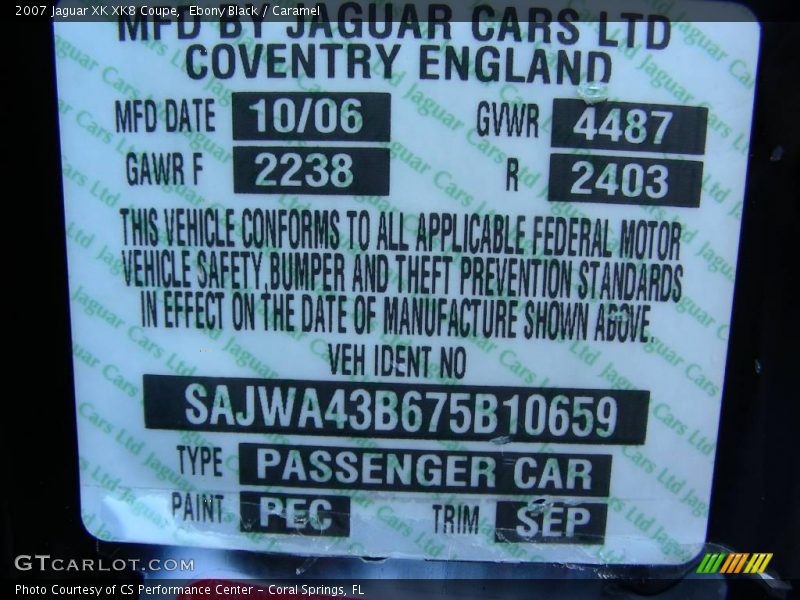 2007 Jaguar XK XK8 Coupe, Ebony Black / Caramel
MFD BY JAGUAR CARS LTD
COVENTRY ENGLAND
MFD DATE 10/06 GVWR 4487
GAWR F 2238 R 2403
THIS VEHICLE CONFORMS TO ALL APPLICABLE FEDERAL MOTOR
VEHICLE SAFETY, BUMPER AND THEFT PREVENTION STANDARDS
IN EFFECT ON THE DATE OF MANUFACTURE SHOWN ABOVE.
VEH IDENT NO
SAJWA43B675B10659
TYPE PASSENGER CAR
PAINT PEC TRIM SEP
GTCARLOT.COM
Photo Courtesy of CS Performance Center - Coral Springs, FL